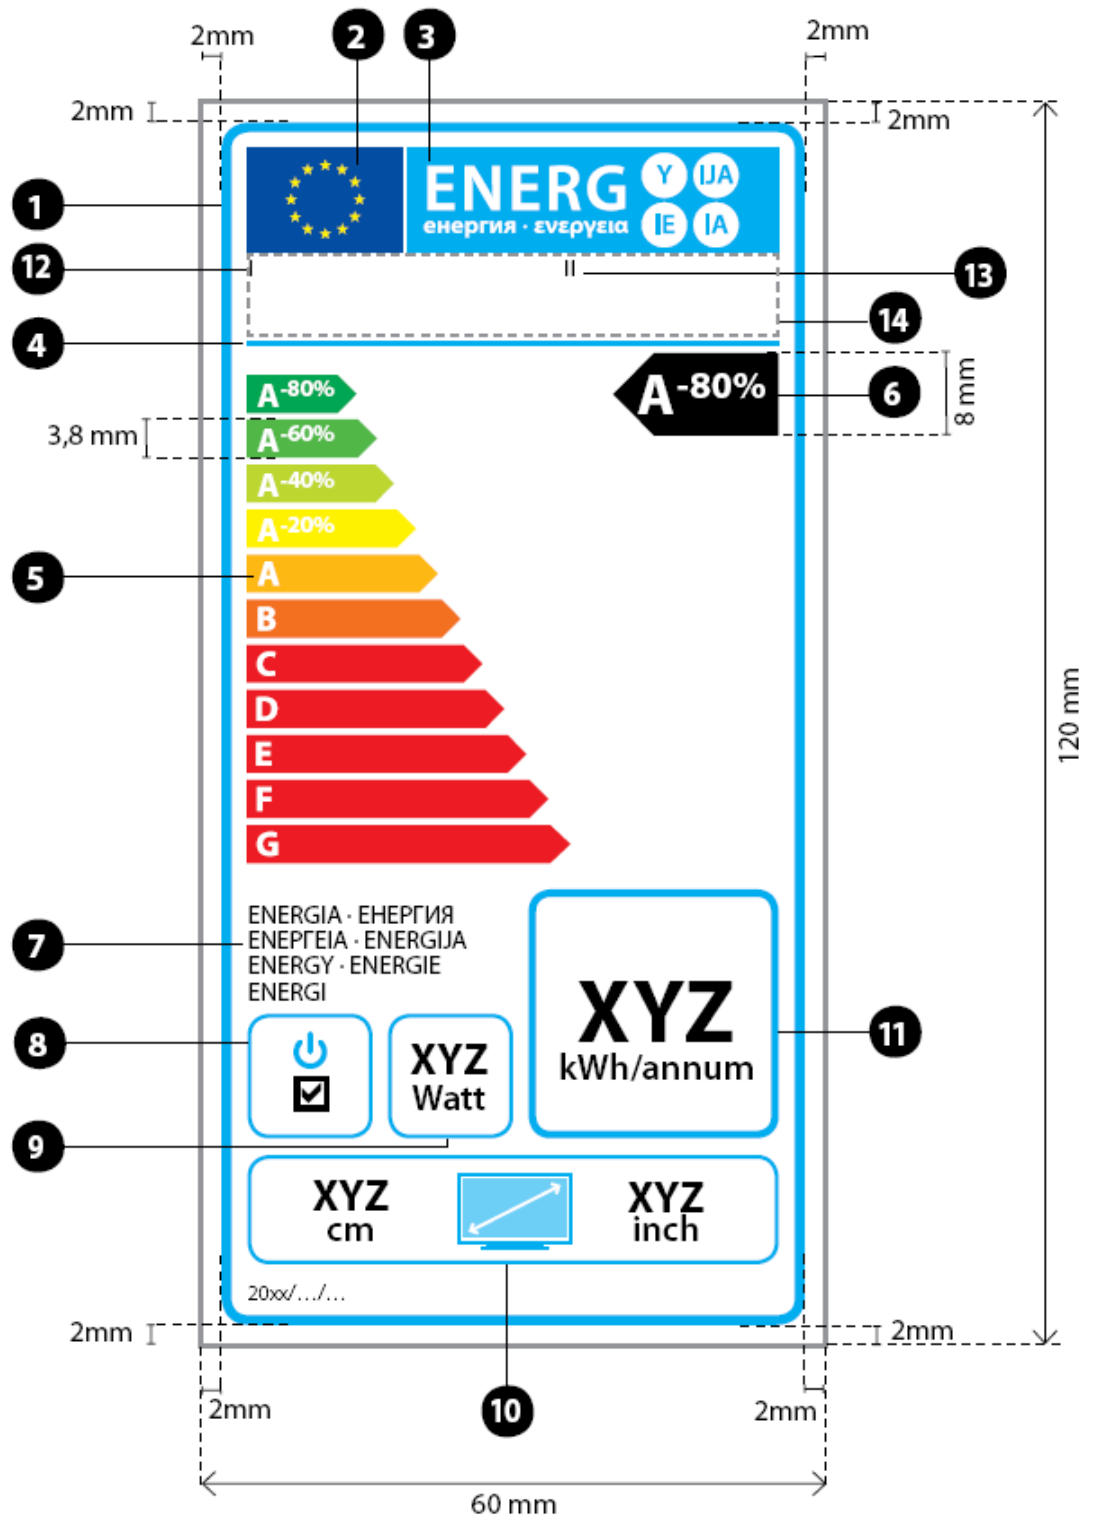 2 3
2mm 2mm
2mm 2mm
1
ENERG Y IJA
енергия · ενεργεια IE IA
12 I II 13
14
4
A-80% A-80% 6 8 mm
3,8 mm A-60%
A-40%
A-20%
5 A
B
C
D
120 mm
E
F
G
ENERGIA · ЕНЕРГИЯ
7 ΕΝΕΡΓΕΙΑ · ENERGIJA
ENERGY · ENERGIE
ENERGI
8 XYZ
Watt
XYZ
kWh/annum 11
9
XYZ
cm
XYZ
inch
20xx/.../...
2mm 2mm
2mm 10 2mm
60 mm